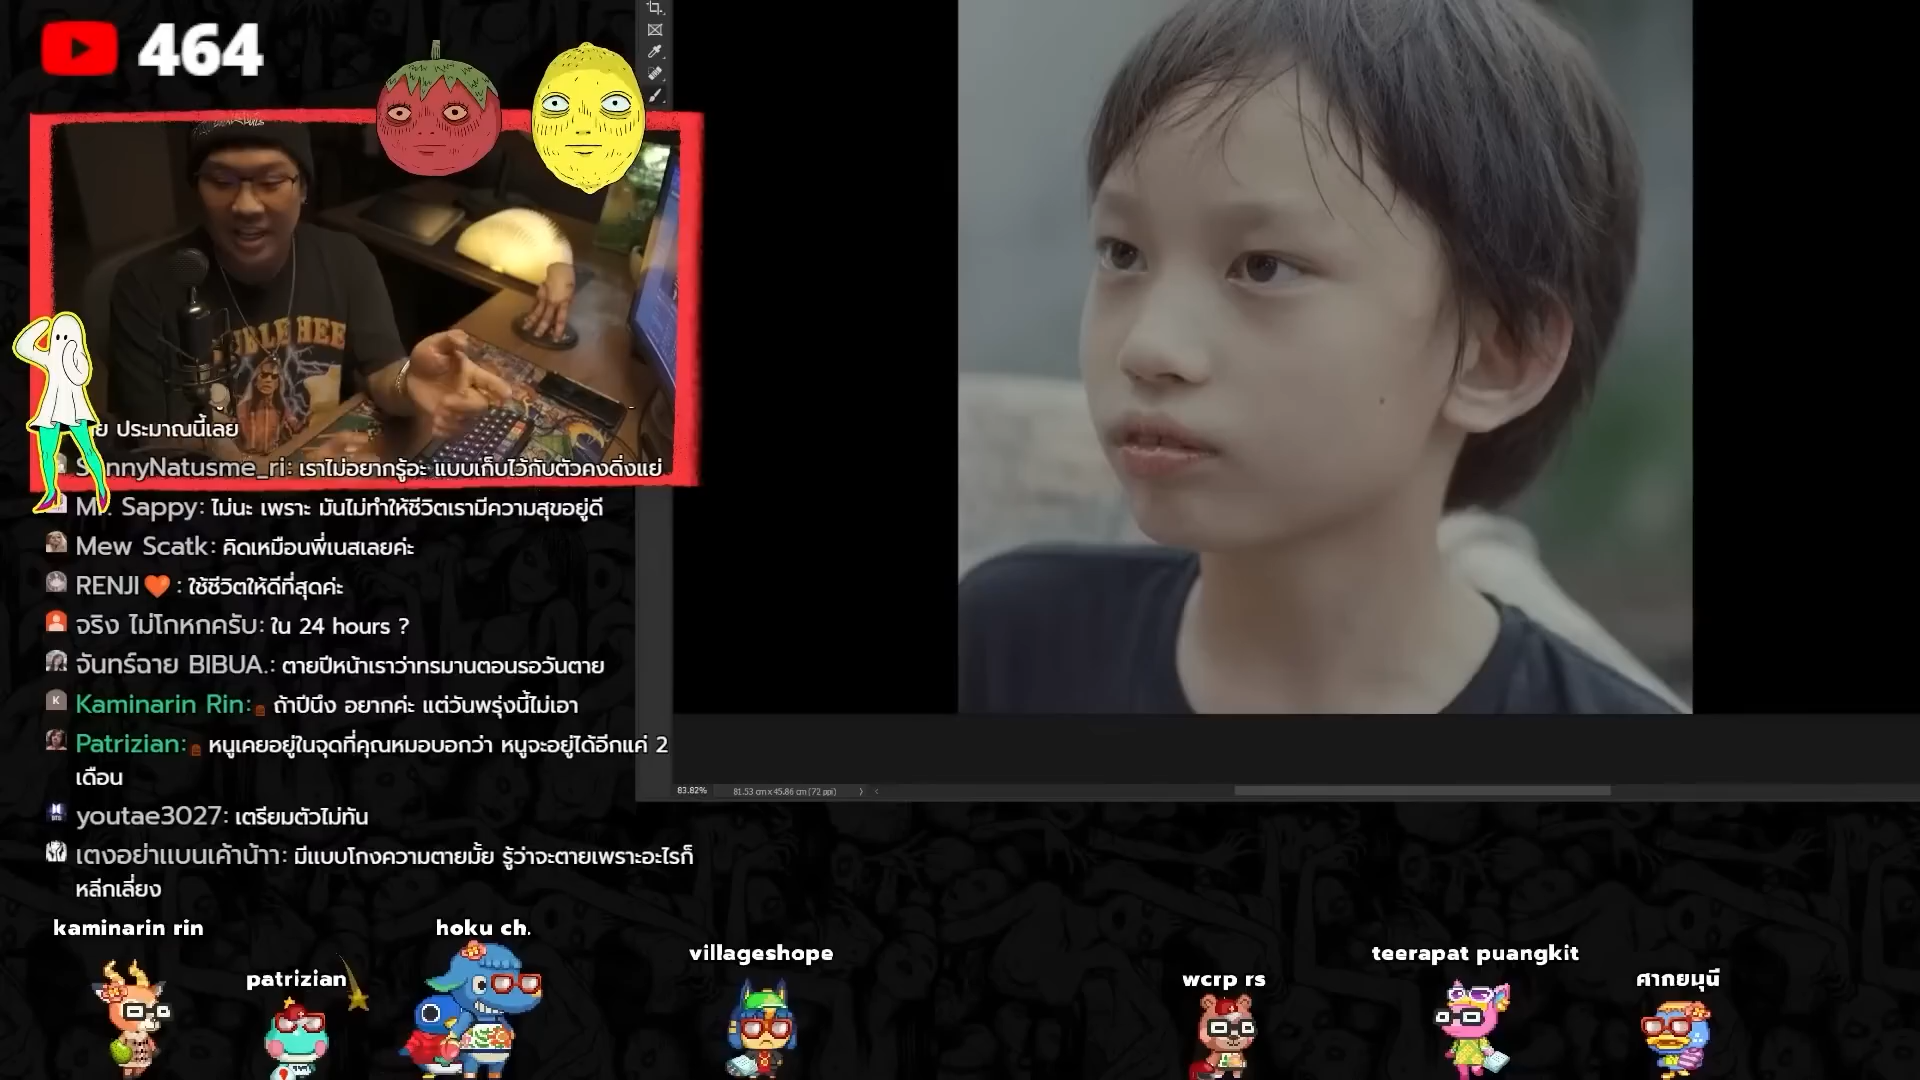 464
UBLE HEE
ย ประมาณนี้เลย
nnyNatusme_ri: เราไม่อยากรู้อะ แบบเก็บไว้กับตัวคงดิ่งแย่
Mr. Sappy: ไม่นะ เพราะ มันไม่ทำให้ชีวิตเรามีความสุขอยู่ดี
Mew Scatk: คิดเหมือนพี่เนสเลยค่ะ
RENJI🧡 : ใช้ชีวิตให้ดีที่สุดค่ะ
จริง ไม่โกหกครับ: ใน 24 hours ?
จันทร์ฉาย BIBUA.: ตายปีหน้าเราว่าทรมานตอนรอวันตาย
K
Kaminarin Rin: ถ้าปีนึง อยากค่ะ แต่วันพรุ่งนี้ไม่เอา
Patrizian: หนูเคยอยู่ในจุดที่คุณหมอบอกว่า หนูจะอยู่ได้อีกแค่ 2
เดือน
youtae3027: เตรียมตัวไม่ทัน
เตงอย่าแบนเค้าน้าา: มีแบบโกงความตายมั้ย รู้ว่าจะตายเพราะอะไรก็
หลีกเลี่ยง
83.82% 81.53 cm x 45.86 cm (72 ppi)
kaminarin rin
patrizian
hoku ch.
villageshope
wcrp rs
teerapat puangkit
ศากยมุนี